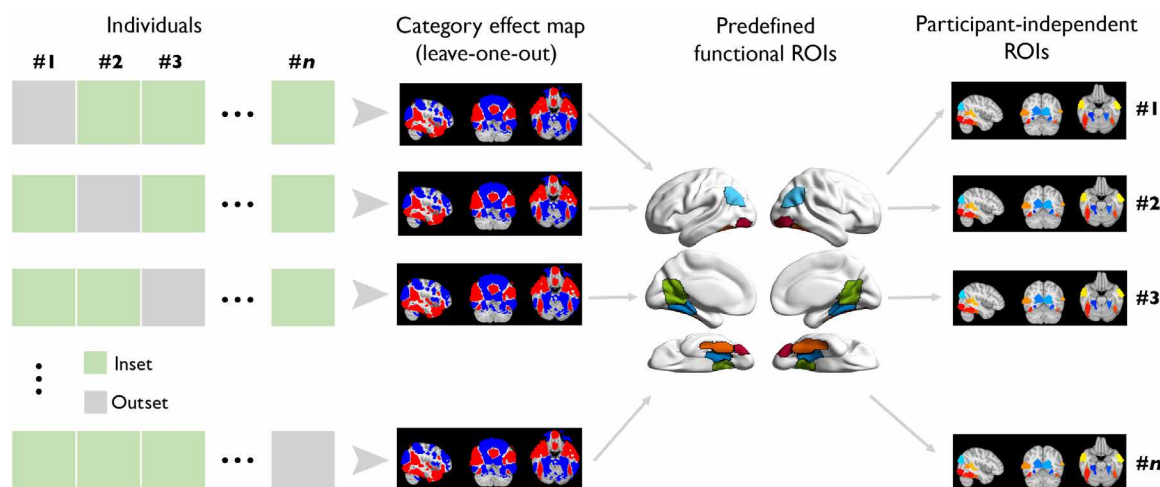 Individuals
Category effect map
(leave-one-out)
Predefined
functional ROIs
Participant-independent
ROIs
#1 #2 #3 #n
#1
#2
#3
Inset
Outset
#n